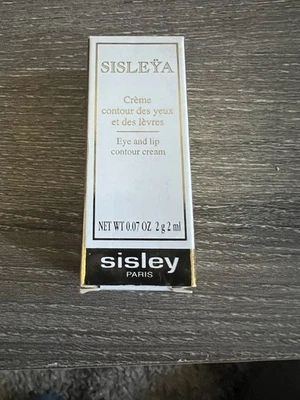 SISLEŸA
Crème
contour des yeux
et des lèvres
Eye and lip
contour cream
NET WT 0.07 OZ 2 g 2 ml
sisley
PARIS